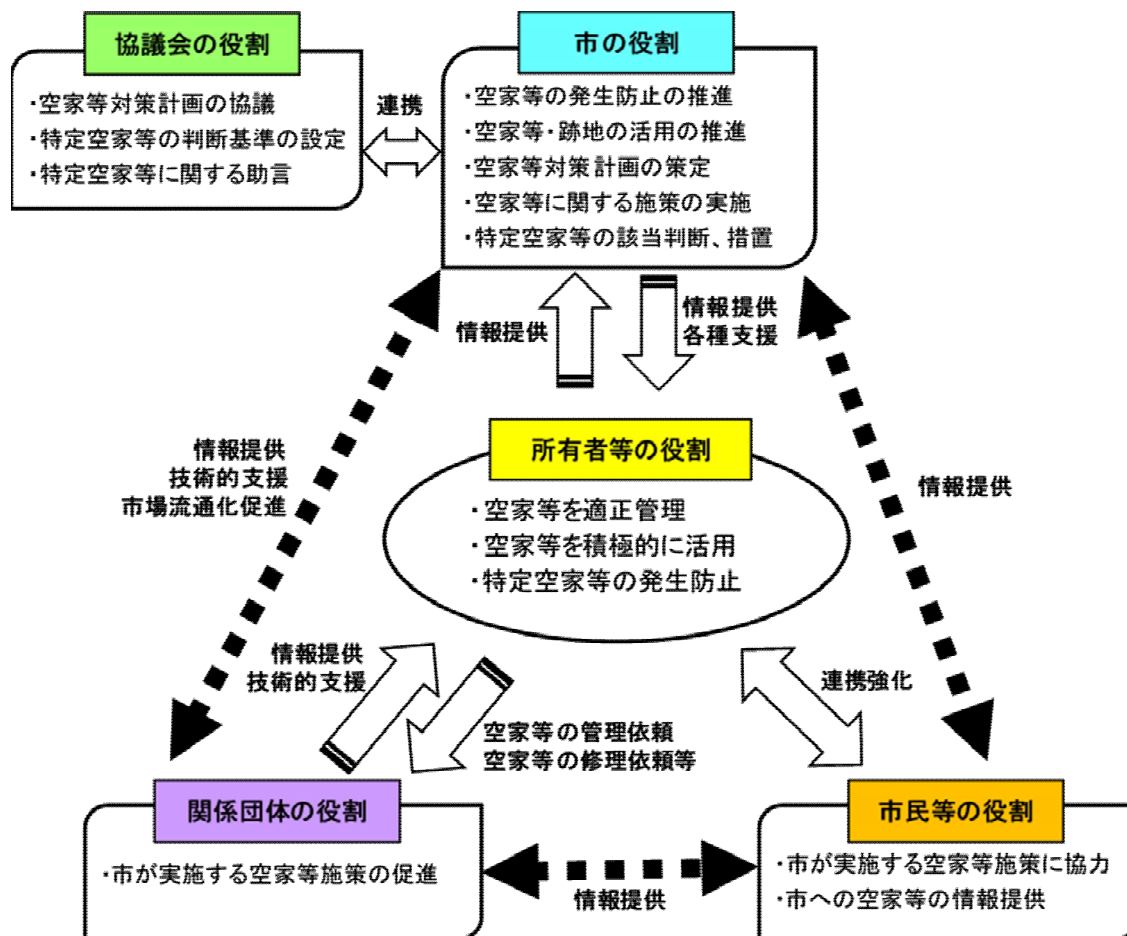 協議会の役割
・空家等対策計画の協議
・特定空家等の判断基準の設定
・特定空家等に関する助言
連携
市の役割
・空家等の発生防止の推進
・空家等・跡地の活用の推進
・空家等対策計画の策定
・空家等に関する施策の実施
・特定空家等の該当判断、措置
情報提供
情報提供
各種支援
情報提供
技術的支援
市場流通化促進
所有者等の役割
・空家等を適正管理
・空家等を積極的に活用
・特定空家等の発生防止
情報提供
情報提供
技術的支援
空家等の管理依頼
空家等の修理依頼等
連携強化
関係団体の役割
・市が実施する空家等施策の促進
情報提供
市民等の役割
・市が実施する空家等施策に協力
・市への空家等の情報提供